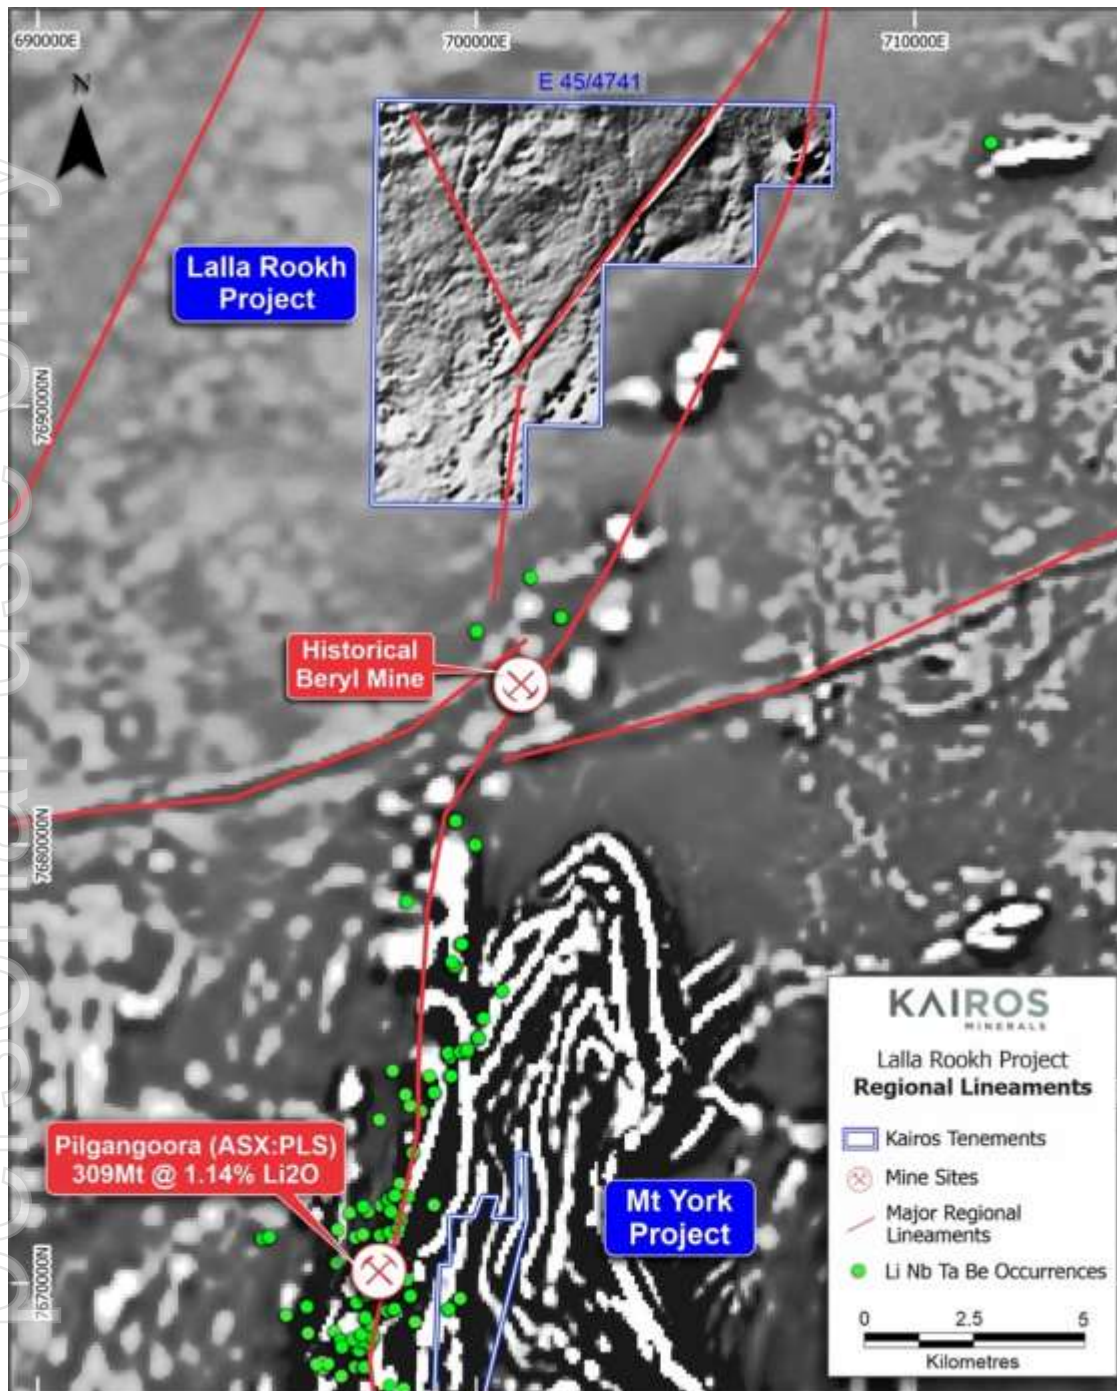 690000E
700000E
710000E
N
E 45/4741
Lalla Rookh
Project
7690000N
Historical
Beryl Mine
7680000N
Pilgangoora (ASX:PLS)
309Mt @ 1.14% Li2O
Mt York
Project
7670000N
KAIROS
MINERALS
Lalla Rookh Project
Regional Lineaments
Kairos Tenements
Mine Sites
Major Regional
Lineaments
Li Nb Ta Be Occurrences
0 2.5 5
Kilometres